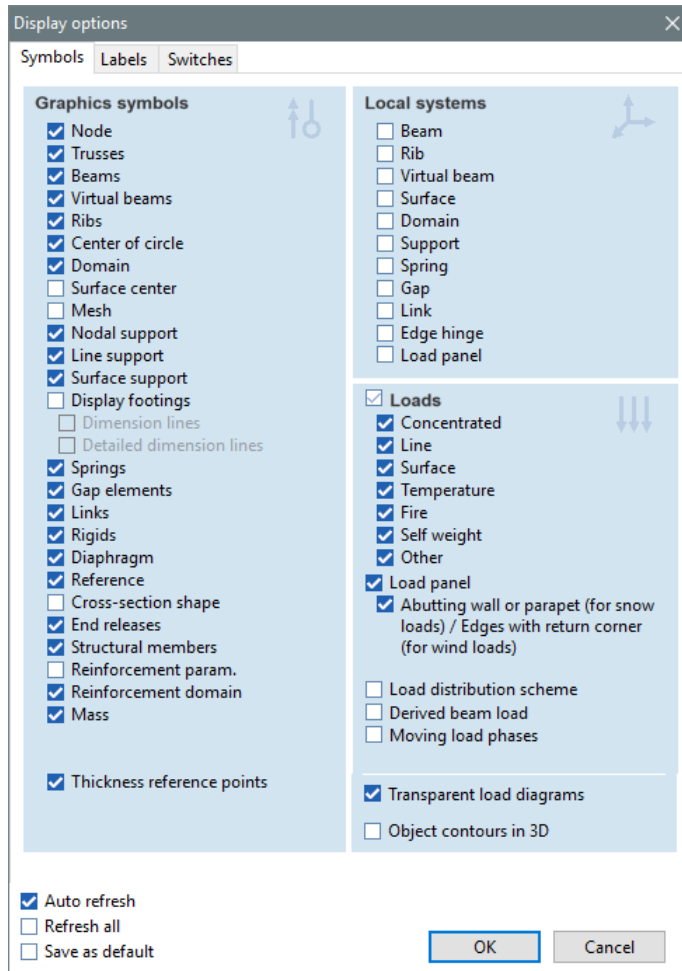 Display options
Symbols
Labels
Switches
Graphics symbols
Node
Trusses
Beams
Virtual beams
Ribs
Center of circle
Domain
Surface center
Mesh
Nodal support
Line support
Surface support
Display footings
Dimension lines
Detailed dimension lines
Springs
Gap elements
Links
Rigids
Diaphragm
Reference
Cross-section shape
End releases
Structural members
Reinforcement param.
Reinforcement domain
Mass
Thickness reference points
Local systems
Beam
Rib
Virtual beam
Surface
Domain
Support
Spring
Gap
Link
Edge hinge
Load panel
Loads
Concentrated
Line
Surface
Temperature
Fire
Self weight
Other
Load panel
Abutting wall or parapet (for snow
loads) / Edges with return corner
(for wind loads)
Load distribution scheme
Derived beam load
Moving load phases
Transparent load diagrams
Object contours in 3D
Auto refresh
Refresh all
Save as default
OK
Cancel